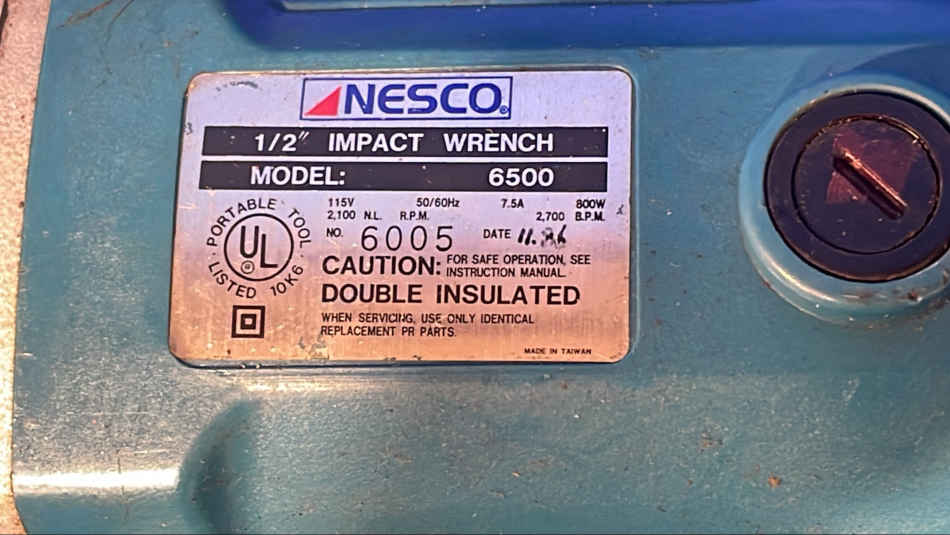 NESCO®
1/2" IMPACT WRENCH
MODEL: 6500
115V 50/60Hz 7.5A 800W
2,100 N.L. R.P.M. 2,700 B.P.M.
NO. 6005 DATE 11.86
PORTABLE TOOL
UL®
LISTED 10K6
CAUTION: FOR SAFE OPERATION, SEE
INSTRUCTION MANUAL.
DOUBLE INSULATED
WHEN SERVICING, USE ONLY IDENTICAL
REPLACEMENT PR PARTS.
MADE IN TAIWAN